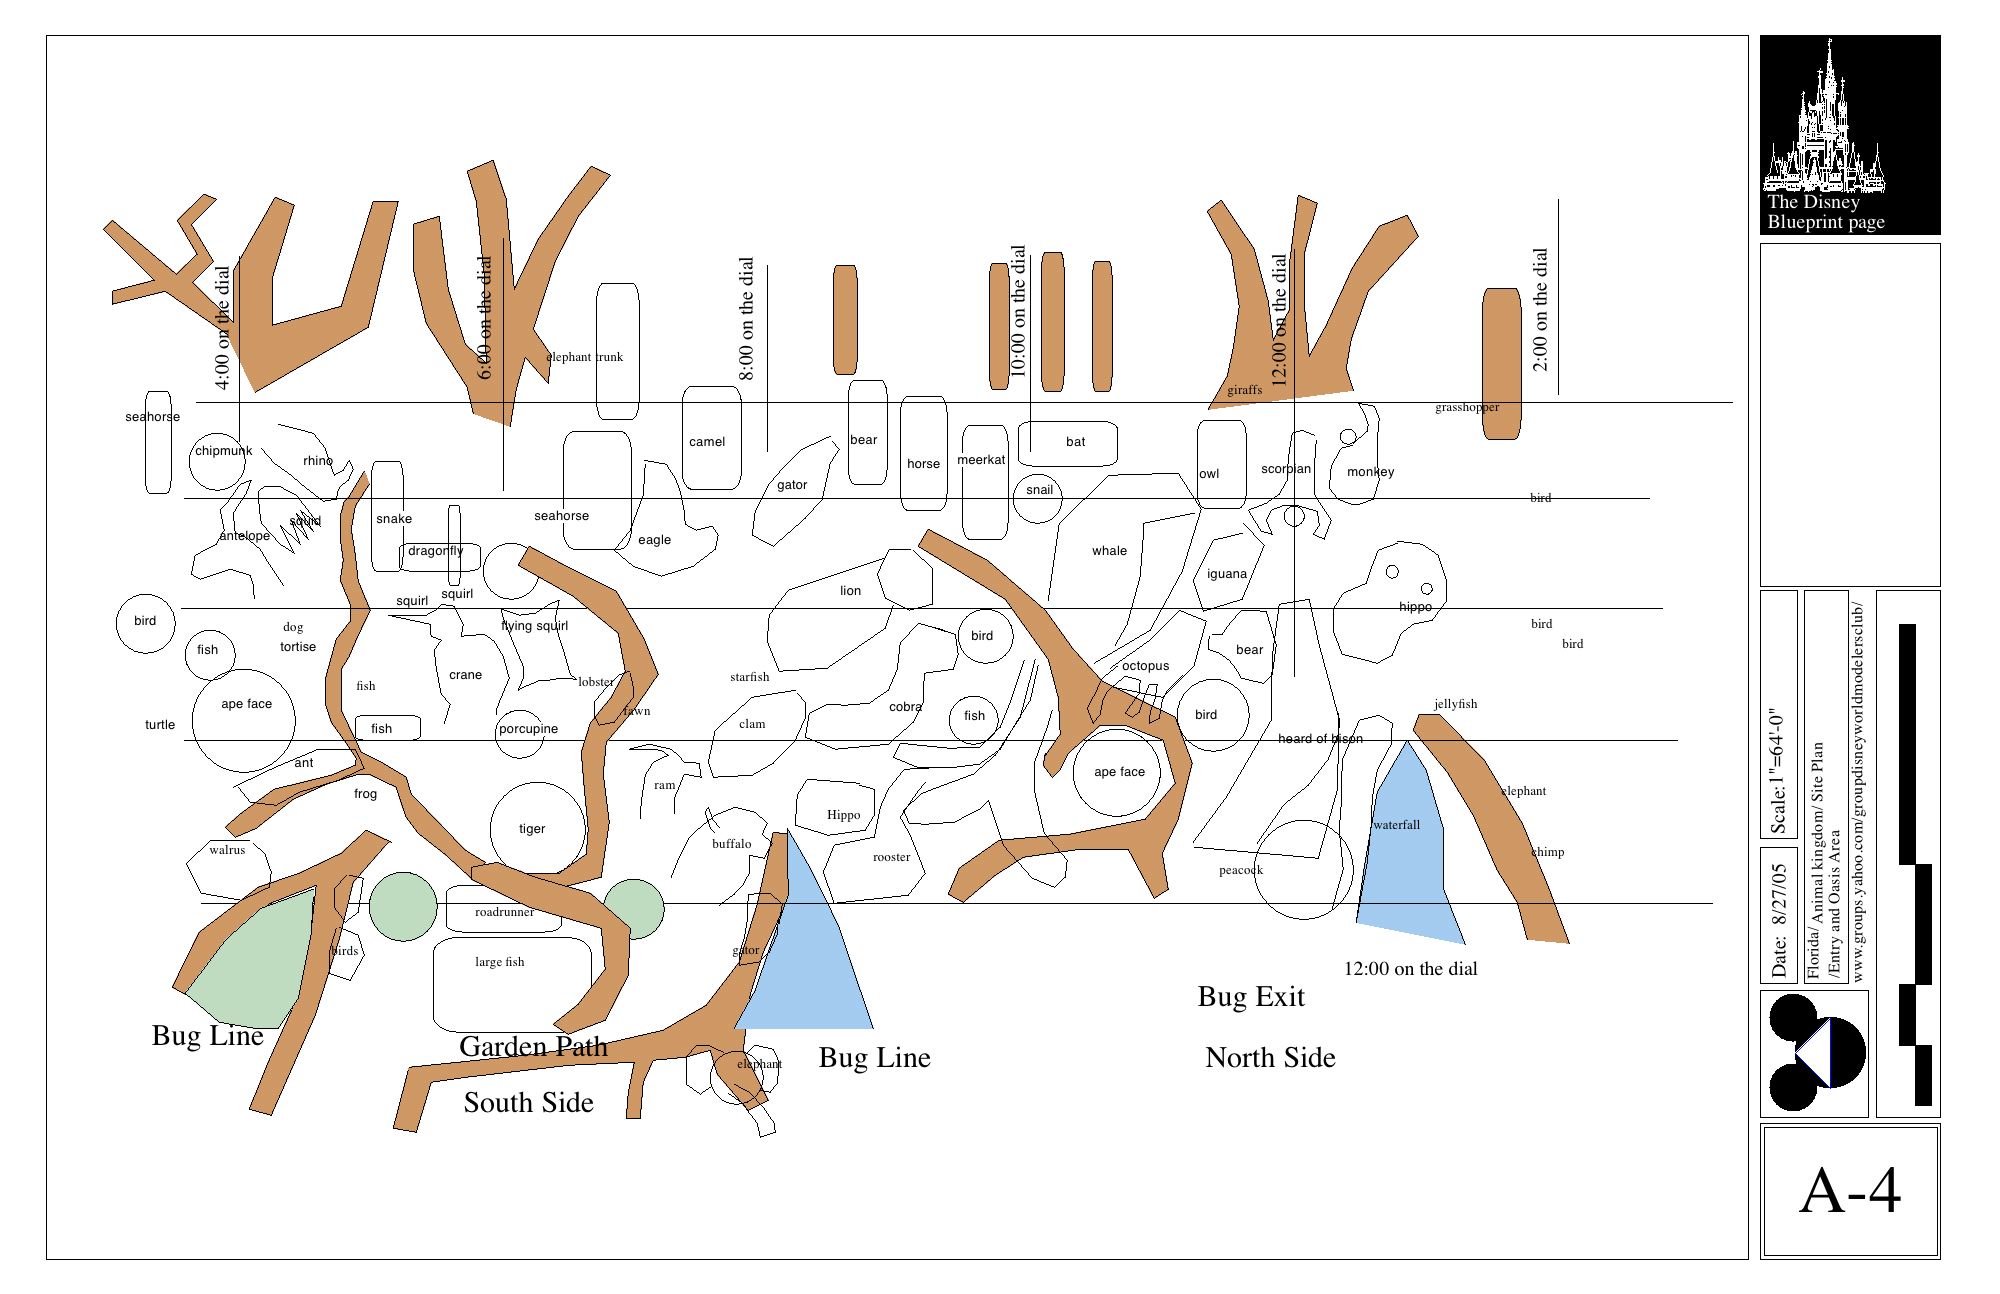 The Disney
Blueprint page
4:00 on the dial
6:00 on the dial
8:00 on the dial
10:00 on the dial
12:00 on the dial
2:00 on the dial
elephant trunk
giraffs
grasshopper
seahorse
chipmunk
rhino
camel
bear
horse
meerkat
bat
owl
scorpian
monkey
gator
snail
bird
squid
snake
seahorse
antelope
dragonfly
eagle
whale
iguana
squirl
squirl
lion
hippo
bird
dog
tortise
flying squirl
bird
bird
bird
fish
bear
crane
octopus
fish
lobster
starfish
ape face
fawn
cobra
fish
bird
jellyfish
turtle
fish
porcupine
clam
heard of bison
ant
ape face
frog
ram
elephant
Hippo
tiger
waterfall
walrus
buffalo
rooster
peacock
chimp
roadrunner
birds
large fish
gator
12:00 on the dial
Bug Exit
Bug Line
Garden Path
elephant
Bug Line
North Side
South Side
Scale:1"=64'-0"
Date: 8/27/05
Florida/ Animal kingdom/ Site Plan
/Entry and Oasis Area
www.groups.yahoo.com/groupdisneyworldmodelersclub/
A-4